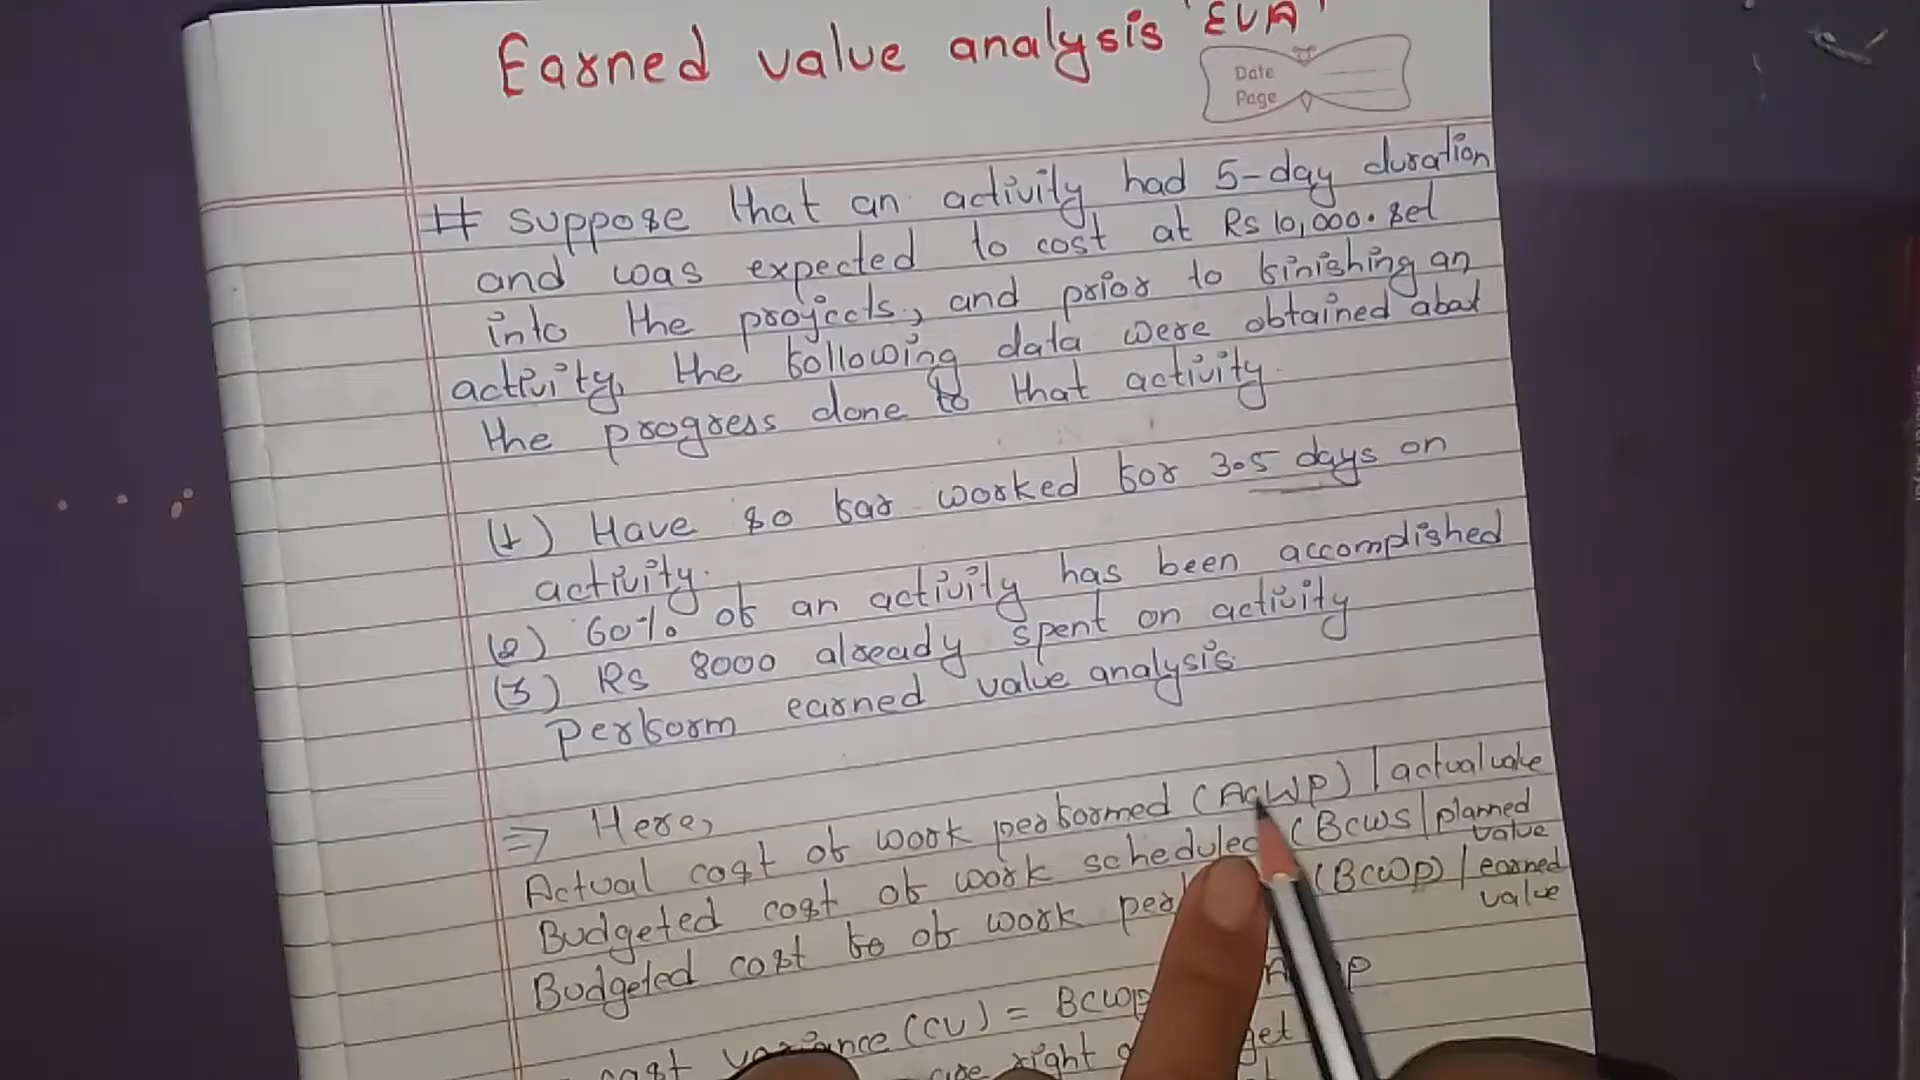 Earned value analysis 'EVA'
Date
Page
# suppose that an activity had 5-day duration
and was expected to cost at Rs 10,000. set
into the projects, and prior to finishing an
activity, the following data were obtained about
the progress done to that activity.
(1) Have so far worked for 3.5 days on
activity.
(2) 60% of an activity has been accomplished
(3) Rs 8000 already spent on activity
Perform earned value analysis.
⇒ Here,
Actual cost of work performed (ACWP) | actual value
Budgeted cost of work scheduled (BCWS | planned value
Budgeted cost of work (BCWP) | earned value
cost variance (CV) = BCWP
right